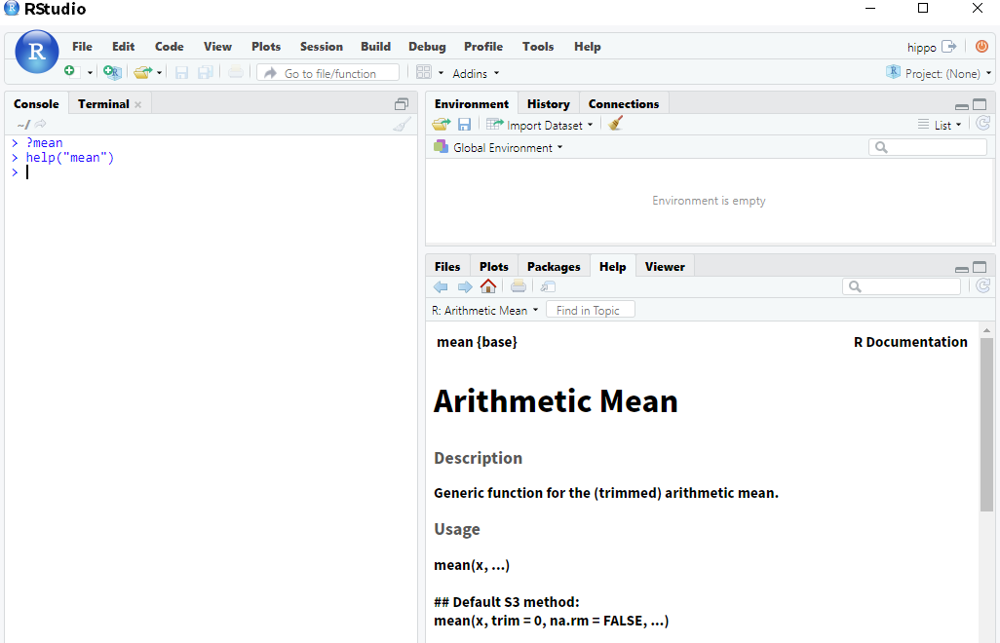 RStudio
File Edit Code View Plots Session Build Debug Profile Tools Help
hippo
Go to file/function
Addins
Project: (None)
Console Terminal
~/
> ?mean
> help("mean")
>
Environment History Connections
Import Dataset
List
Global Environment
Environment is empty
Files Plots Packages Help Viewer
R: Arithmetic Mean
Find in Topic
mean {base}
R Documentation
Arithmetic Mean
Description
Generic function for the (trimmed) arithmetic mean.
Usage
mean(x, ...)
## Default S3 method:
mean(x, trim = 0, na.rm = FALSE, ...)